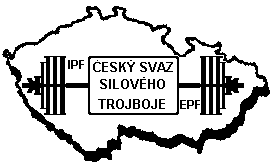 IPF
ČESKÝ SVAZ
SILOVÉHO
TROJBOJE
EPF